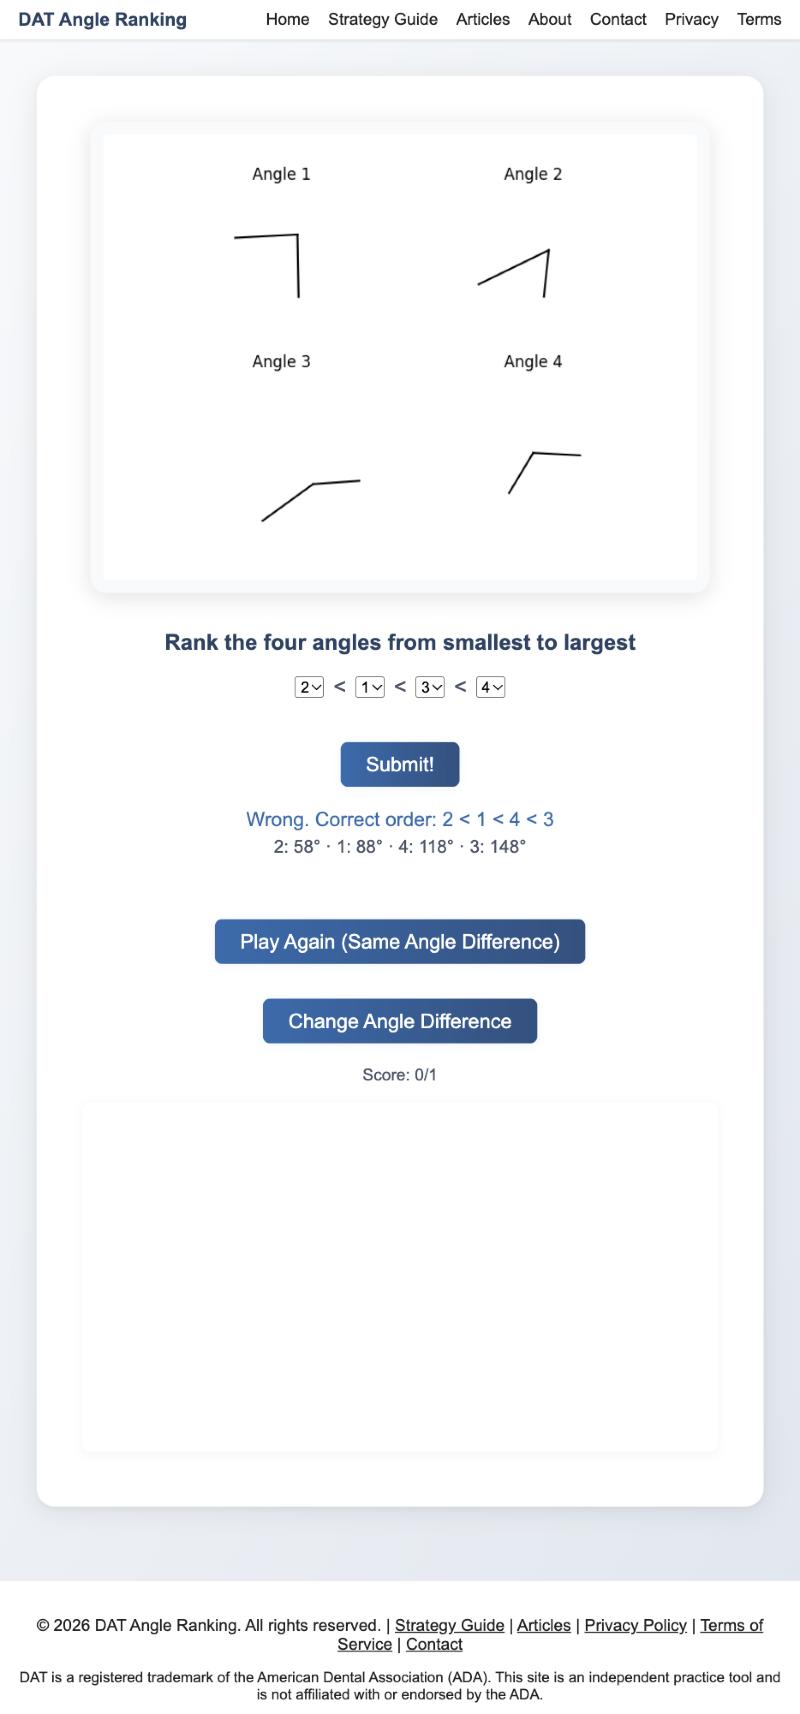 DAT Angle Ranking Home Strategy Guide Articles About Contact Privacy Terms
Angle 1 Angle 2
Angle 3 Angle 4
Rank the four angles from smallest to largest
2 < 1 < 3 < 4
Submit!
Wrong. Correct order: 2 < 1 < 4 < 3
2: 58° · 1: 88° · 4: 118° · 3: 148°
Play Again (Same Angle Difference)
Change Angle Difference
Score: 0/1
© 2026 DAT Angle Ranking. All rights reserved. | Strategy Guide | Articles | Privacy Policy | Terms of
Service | Contact
DAT is a registered trademark of the American Dental Association (ADA). This site is an independent practice tool and
is not affiliated with or endorsed by the ADA.